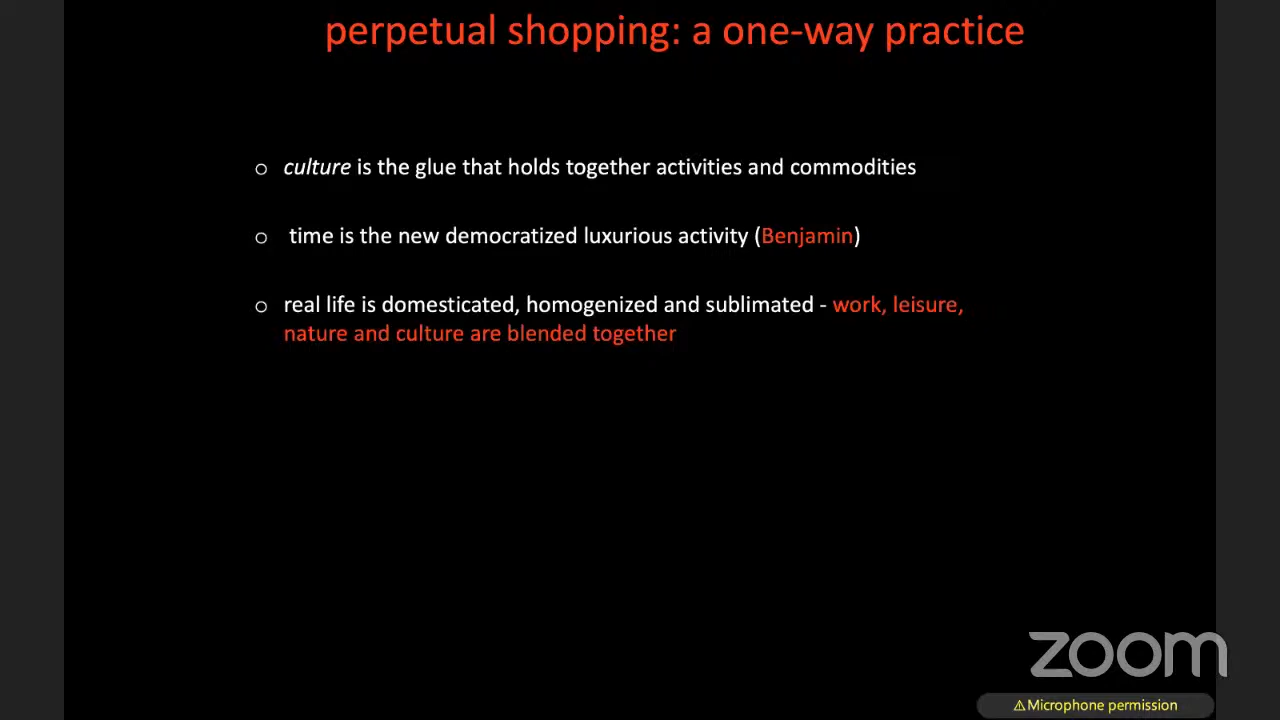 perpetual shopping: a one-way practice
o culture is the glue that holds together activities and commodities
o time is the new democratized luxurious activity (Benjamin)
o real life is domesticated, homogenized and sublimated - work, leisure,
nature and culture are blended together
zoom
⚠Microphone permission